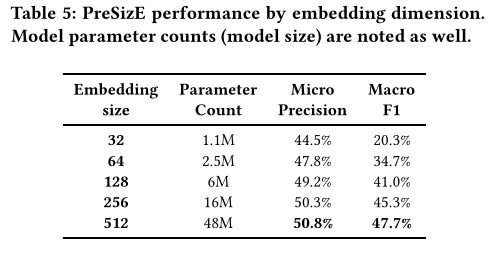 Table 5: PreSizE performance by embedding dimension.
Model parameter counts (model size) are noted as well.
Embedding size Parameter Count Micro Precision Macro F1
32 1.1M 44.5% 20.3%
64 2.5M 47.8% 34.7%
128 6M 49.2% 41.0%
256 16M 50.3% 45.3%
512 48M 50.8% 47.7%